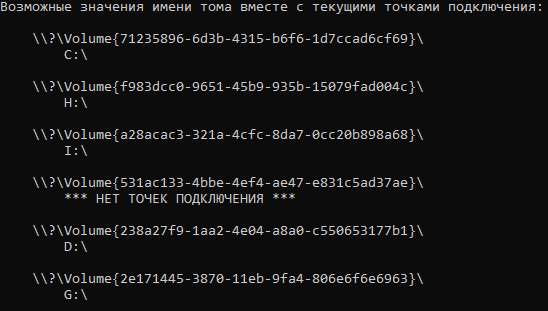 Возможные значения имени тома вместе с текущими точками подключения:
\\?\Volume{71235896-6d3b-4315-b6f6-1d7ccad6cf69}\
C:\
\\?\Volume{f983dcc0-9651-45b9-935b-15079fad004c}\
H:\
\\?\Volume{a28acac3-321a-4cfc-8da7-0cc20b898a68}\
I:\
\\?\Volume{531ac133-4bbe-4ef4-ae47-e831c5ad37ae}\
*** НЕТ ТОЧЕК ПОДКЛЮЧЕНИЯ ***
\\?\Volume{238a27f9-1aa2-4e04-a8a0-c550653177b1}\
D:\
\\?\Volume{2e171445-3870-11eb-9fa4-806e6f6e6963}\
G:\